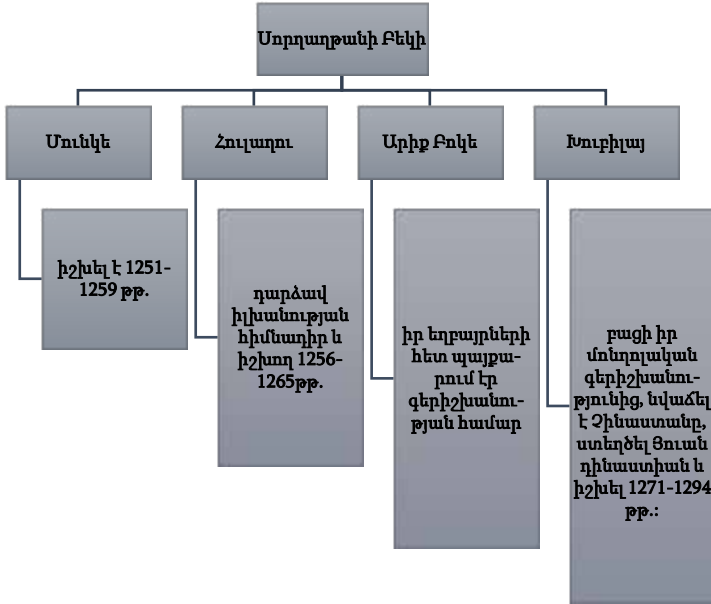 Սորղաղթանի Բեկի
Մունկե
Հուլաղու
Արիք Բոկե
Խուբիլայ
իշխել է 1251-
1259 թթ.
դարձավ
իլխանության
հիմնադիր և
իշխող 1256-
1265թթ.
իր եղբայրների
հետ պայքա-
րում էր
գերիշխանու-
թյան համար
բացի իր
մոնղոլական
գերիշխանու-
թյունից, նվաճել
է Չինաստանը,
ստեղծել Յուան
դինաստիան և
իշխել 1271-1294
թթ.: